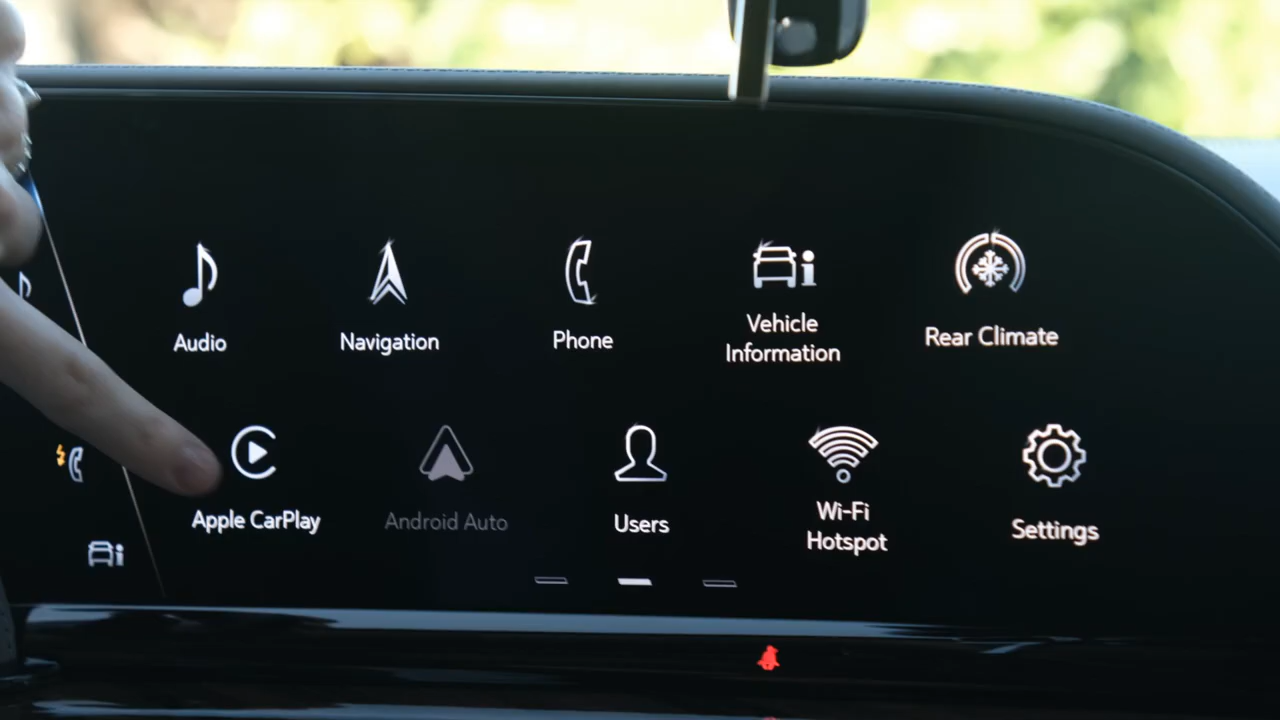 Audio
Navigation
Phone
Vehicle
Information
Rear Climate
Apple CarPlay
Android Auto
Users
Wi-Fi
Hotspot
Settings